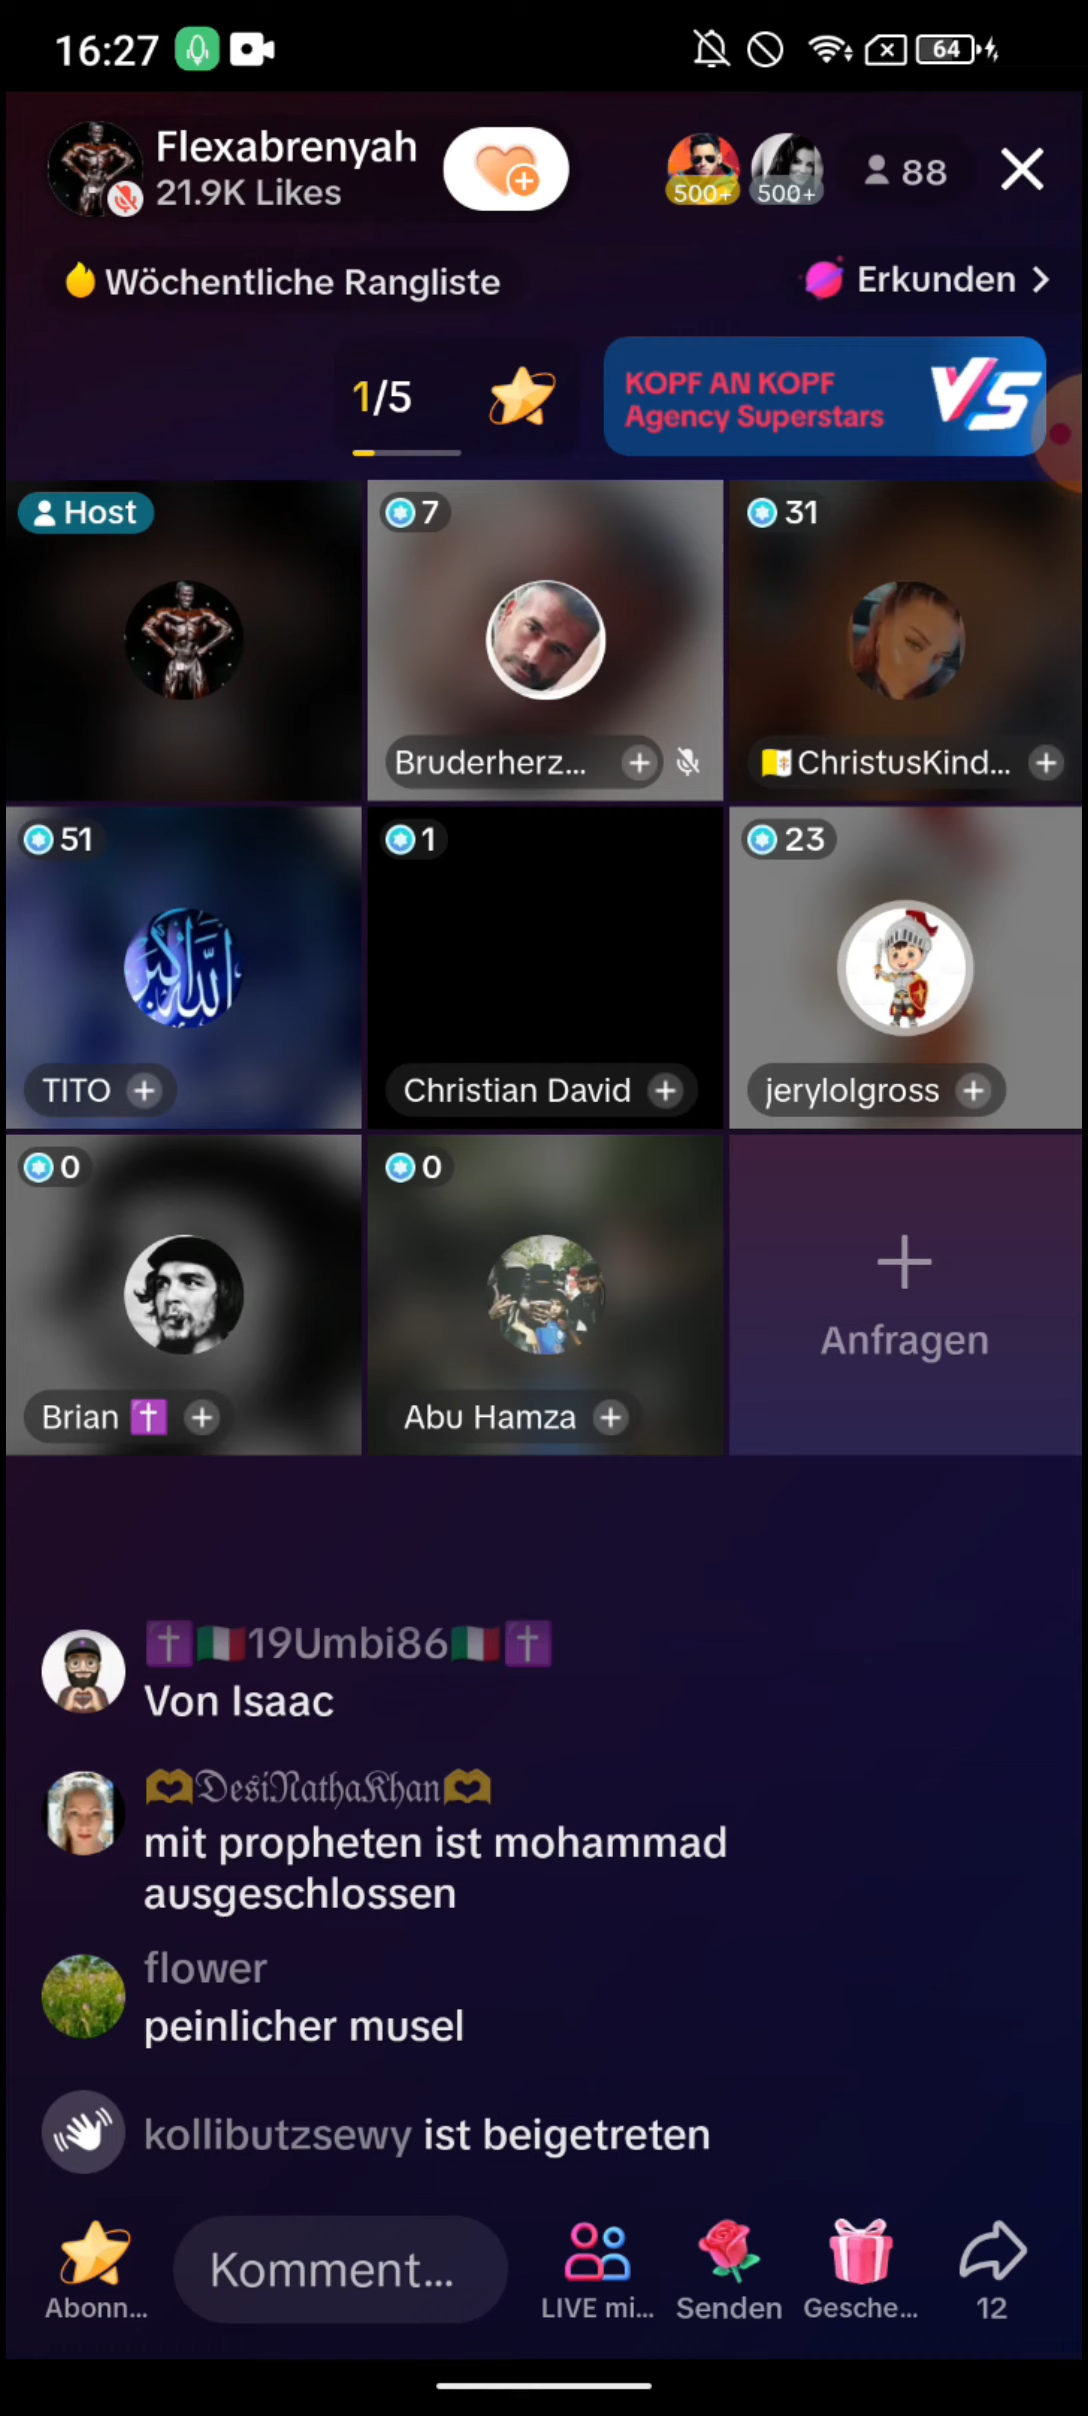 16:27
64
Flexabrenyah
21.9K Likes
500+
500+
88
Wöchentliche Rangliste
Erkunden
1/5
KOPF AN KOPF
Agency Superstars
VS
Host
7
31
Bruderherz...
ChristusKind...
51
1
23
الله أكبر
TITO
Christian David
jerylolgross
0
0
Brian
Abu Hamza
Anfragen
19Umbi86
Von Isaac
𝔇𝔢𝔰𝔦𝔑𝔞𝔱𝔥𝔞𝔎𝔥𝔞𝔫
mit propheten ist mohammad
ausgeschlossen
flower
peinlicher musel
kollibutzsewy ist beigetreten
Komment...
Abonn...
LIVE mi...
Senden
Gesche...
12